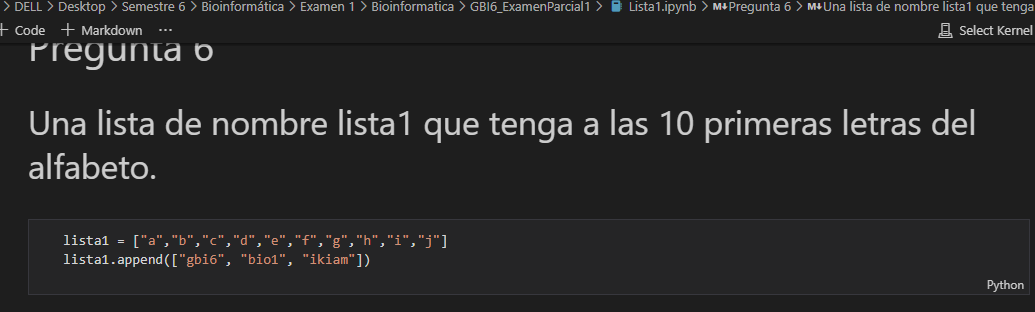 > DELL > Desktop > Semestre 6 > Bioinformática > Examen 1 > Bioinformatica > GBI6_ExamenParcial1 > Lista1.ipynb > M↓Pregunta 6 > M↓Una lista de nombre lista1 que tenga
+ Code + Markdown ... Select Kernel
Pregunta 6
Una lista de nombre lista1 que tenga a las 10 primeras letras del
alfabeto.
lista1 = ["a","b","c","d","e","f","g","h","i","j"]
lista1.append(["gbi6", "bio1", "ikiam"])
Python